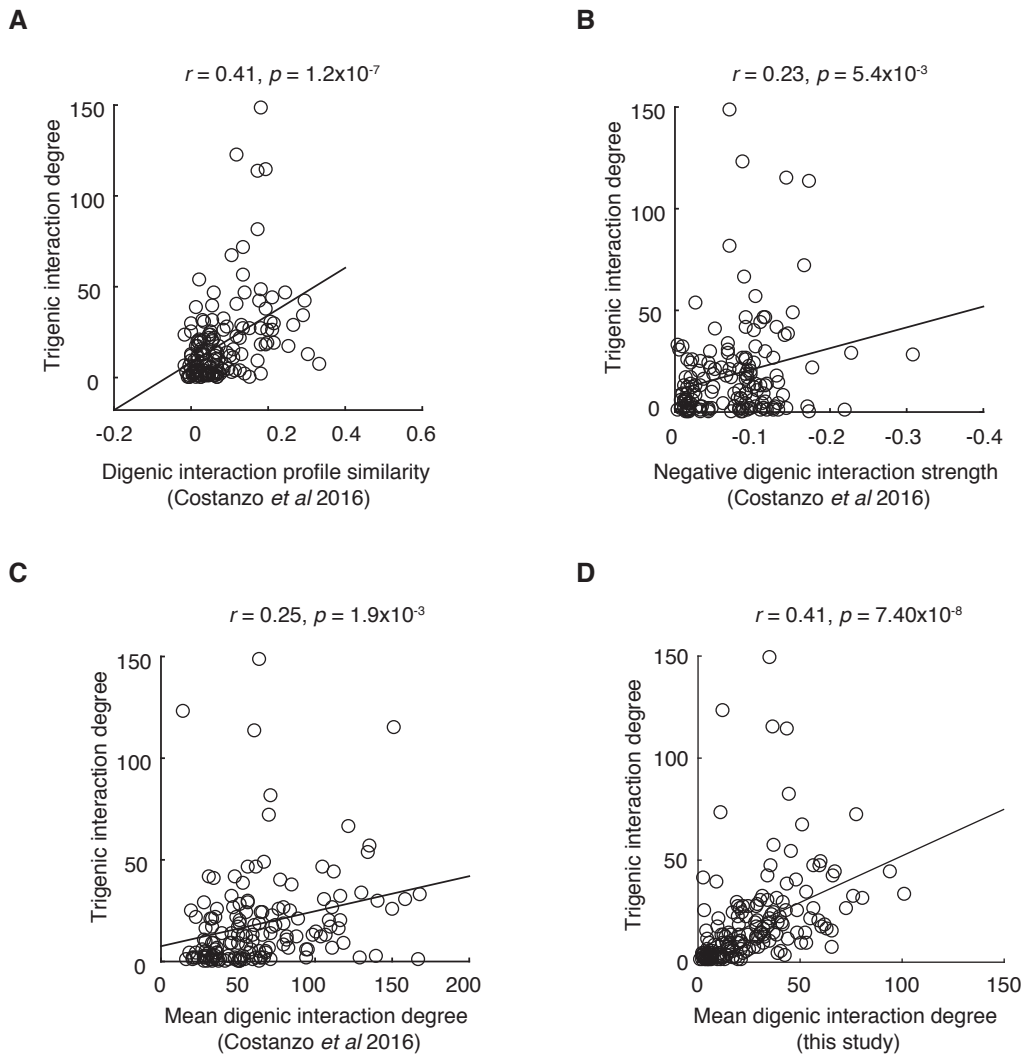 A
r = 0.41, p = 1.2x10-7
Trigenic interaction degree
150
100
50
0
-0.2
0
0.2
0.4
0.6
Digenic interaction profile similarity
(Costanzo et al 2016)
B
r = 0.23, p = 5.4x10-3
Trigenic interaction degree
150
100
50
0
0
-0.1
-0.2
-0.3
-0.4
Negative digenic interaction strength
(Costanzo et al 2016)
C
r = 0.25, p = 1.9x10-3
Trigenic interaction degree
150
100
50
0
0
50
100
150
200
Mean digenic interaction degree
(Costanzo et al 2016)
D
r = 0.41, p = 7.40x10-8
Trigenic interaction degree
150
100
50
0
0
50
100
150
Mean digenic interaction degree
(this study)